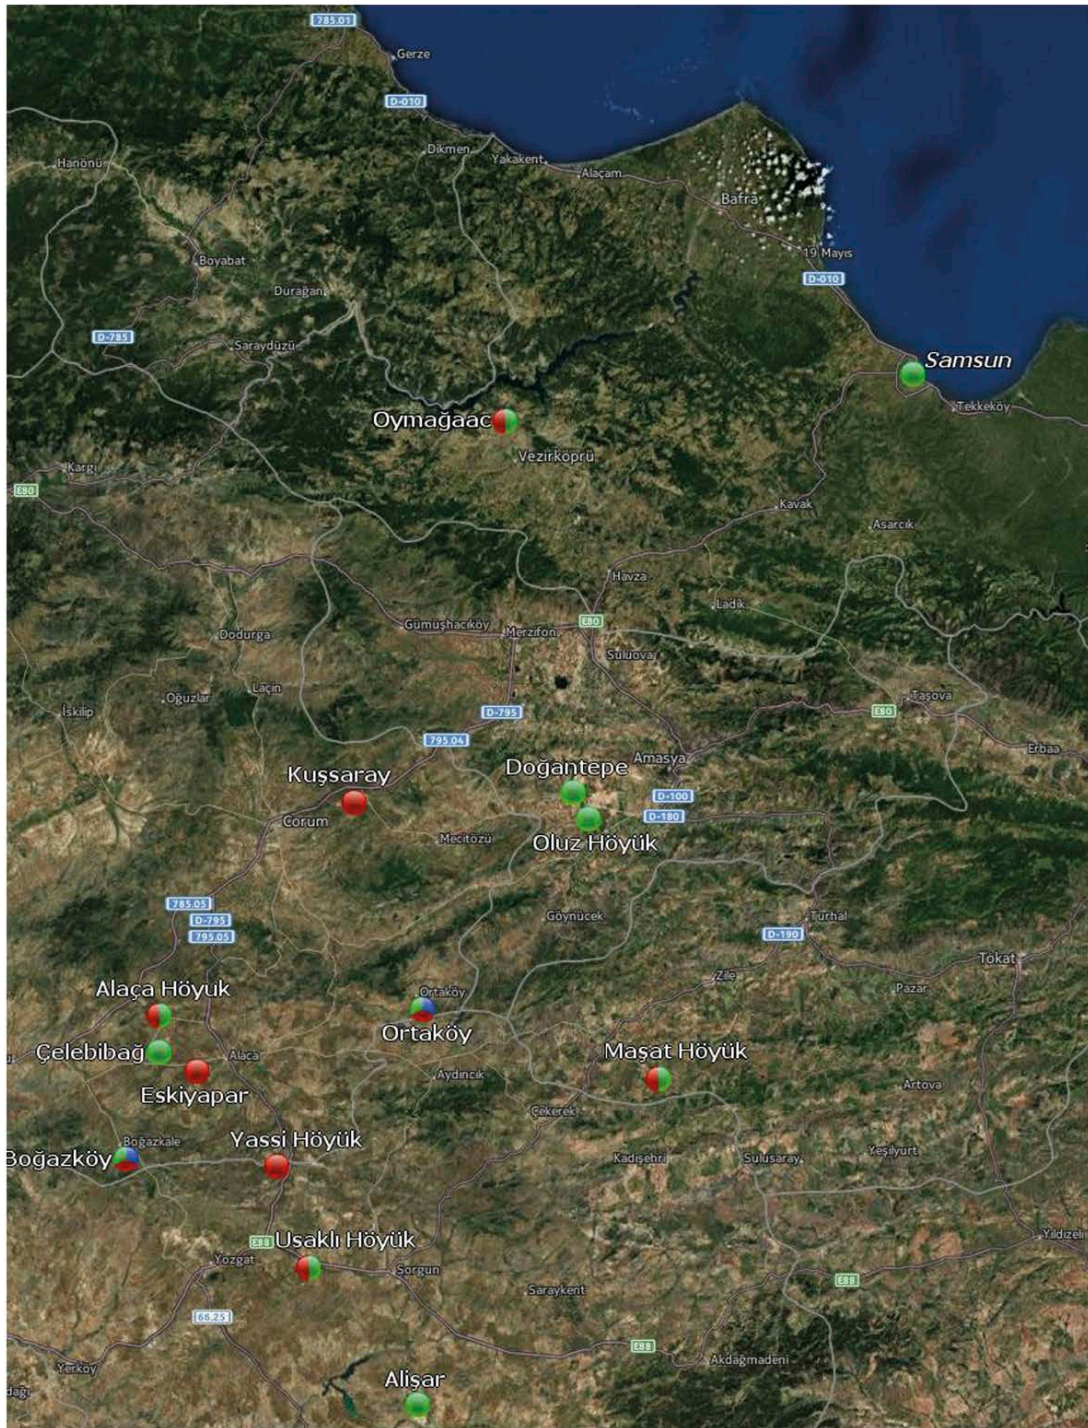 785.01
Gerze
D-010
Dikmen
Hanönü
Yakakent
Alaçam
Bafra
19 Mayıs
Boyabat
D-010
Durağan
D-785
Saraydüzü
Samsun
Tekkeköy
Oymağaac
Vezirköprü
Kargı
E80
Kavak
Asarcık
Havza
Ladik
E80
Gümüşhacıköy
Merzifon
Dodurga
Suluova
Laçin
Oğuzlar
Taşova
İskilip
D-795
E80
795.04
Erbaa
Amasya
Doğantepe
Kuşsaray
D-100
D-180
Çorum
Mecitözü
Oluz Höyük
785.05
D-795
795.05
Göynücek
Turhal
D-190
Tokat
Zile
Pazar
Alaça Höyük
Ortaköy
Ortaköy
Çelebibağ
Alaca
Maşat Höyük
Eskiyapar
Aydıncık
Artova
Çekerek
Yassi Höyük
Boğazkale
Boğazköy
Kadışehri
Sulusaray
Yeşilyurt
E88
Usaklı Höyük
Yıldızeli
Yozgat
Sorgun
E88
Saraykent
66.25
E88
Akdağmadeni
Yerköy
Alişar
dağı